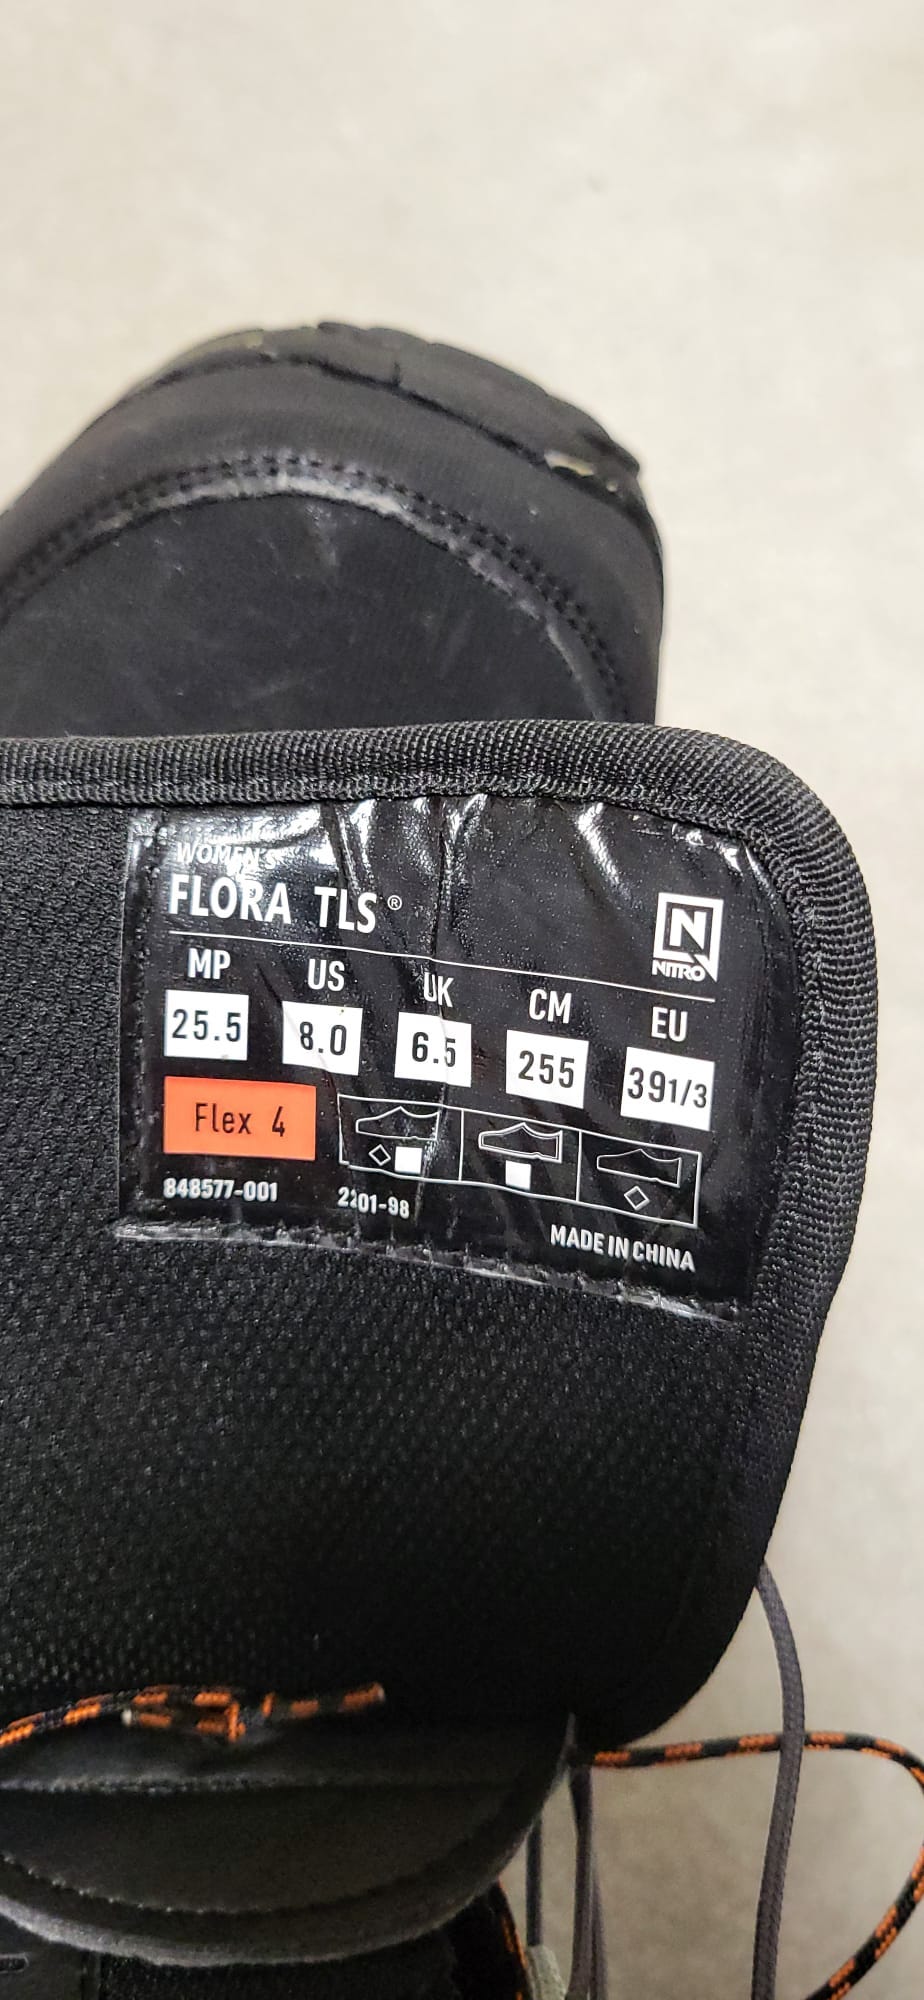 WOMEN'S
FLORA TLS®
N
NITRO
MP US UK CM EU
25.5 8.0 6.5 255 391/3
Flex 4
848577-001 2201-98
MADE IN CHINA